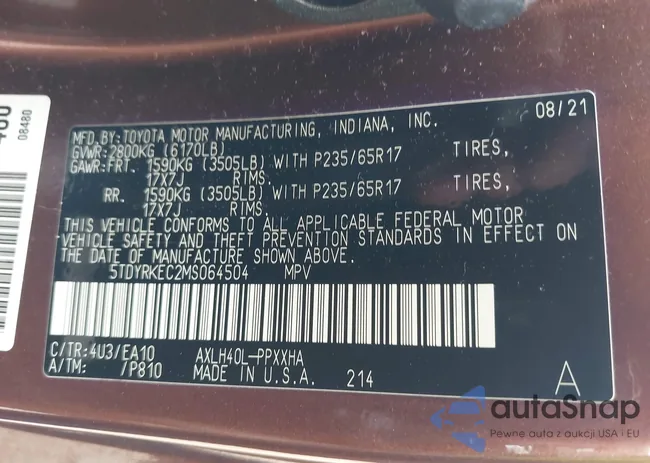 08480
08/21
MFD.BY:TOYOTA MOTOR MANUFACTURING, INDIANA, INC.
GVWR:2800KG (6170LB)
GAWR:FRT. 1590KG (3505LB) WITH P235/65R17 TIRES,
17X7J RIMS.
RR. 1590KG (3505LB) WITH P235/65R17 TIRES,
17X7J RIMS.
THIS VEHICLE CONFORMS TO ALL APPLICABLE FEDERAL MOTOR
VEHICLE SAFETY AND THEFT PREVENTION STANDARDS IN EFFECT ON
THE DATE OF MANUFACTURE SHOWN ABOVE.
5TDYRKEC2MS064504 MPV
C/TR:4U3/EA10 AXLH40L-PPXXHA
A/TM: /P810 MADE IN U.S.A. 214 A
autoSnap
Pewne auta z aukcji USA i EU